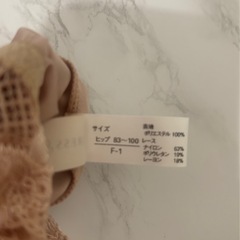 サイズ
ヒップ 83〜100
F-1
表地
ポリエステル 100%
レース
ナイロン 63%
ポリウレタン 19%
レーヨン 18%